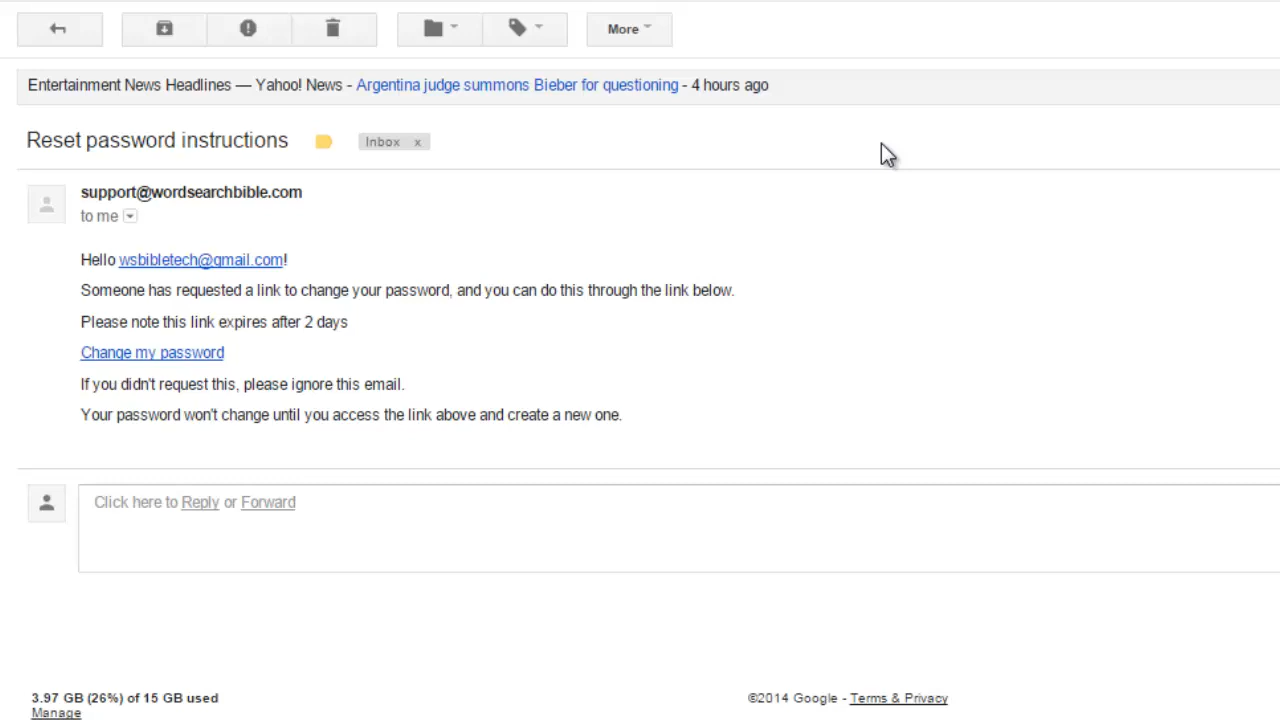 More
Entertainment News Headlines — Yahoo! News - Argentina judge summons Bieber for questioning - 4 hours ago
Reset password instructions Inbox x
support@wordsearchbible.com
to me
Hello wsbibletech@gmail.com!
Someone has requested a link to change your password, and you can do this through the link below.
Please note this link expires after 2 days
Change my password
If you didn't request this, please ignore this email.
Your password won't change until you access the link above and create a new one.
Click here to Reply or Forward
3.97 GB (26%) of 15 GB used ©2014 Google - Terms & Privacy
Manage